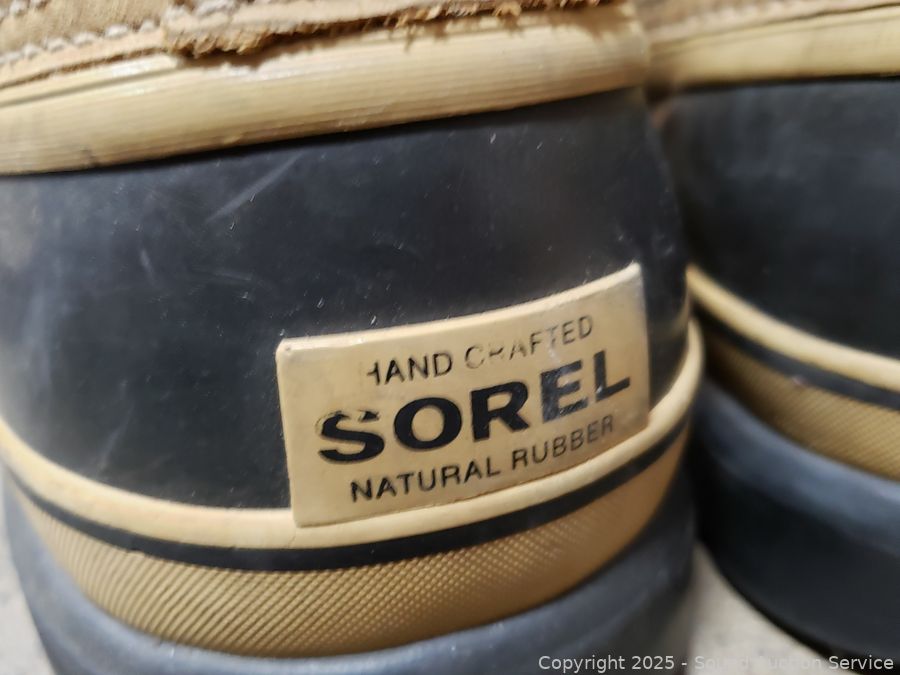 HAND CRAFTED
SOREL
NATURAL RUBBER
Copyright 2025 - Sound Auction Service